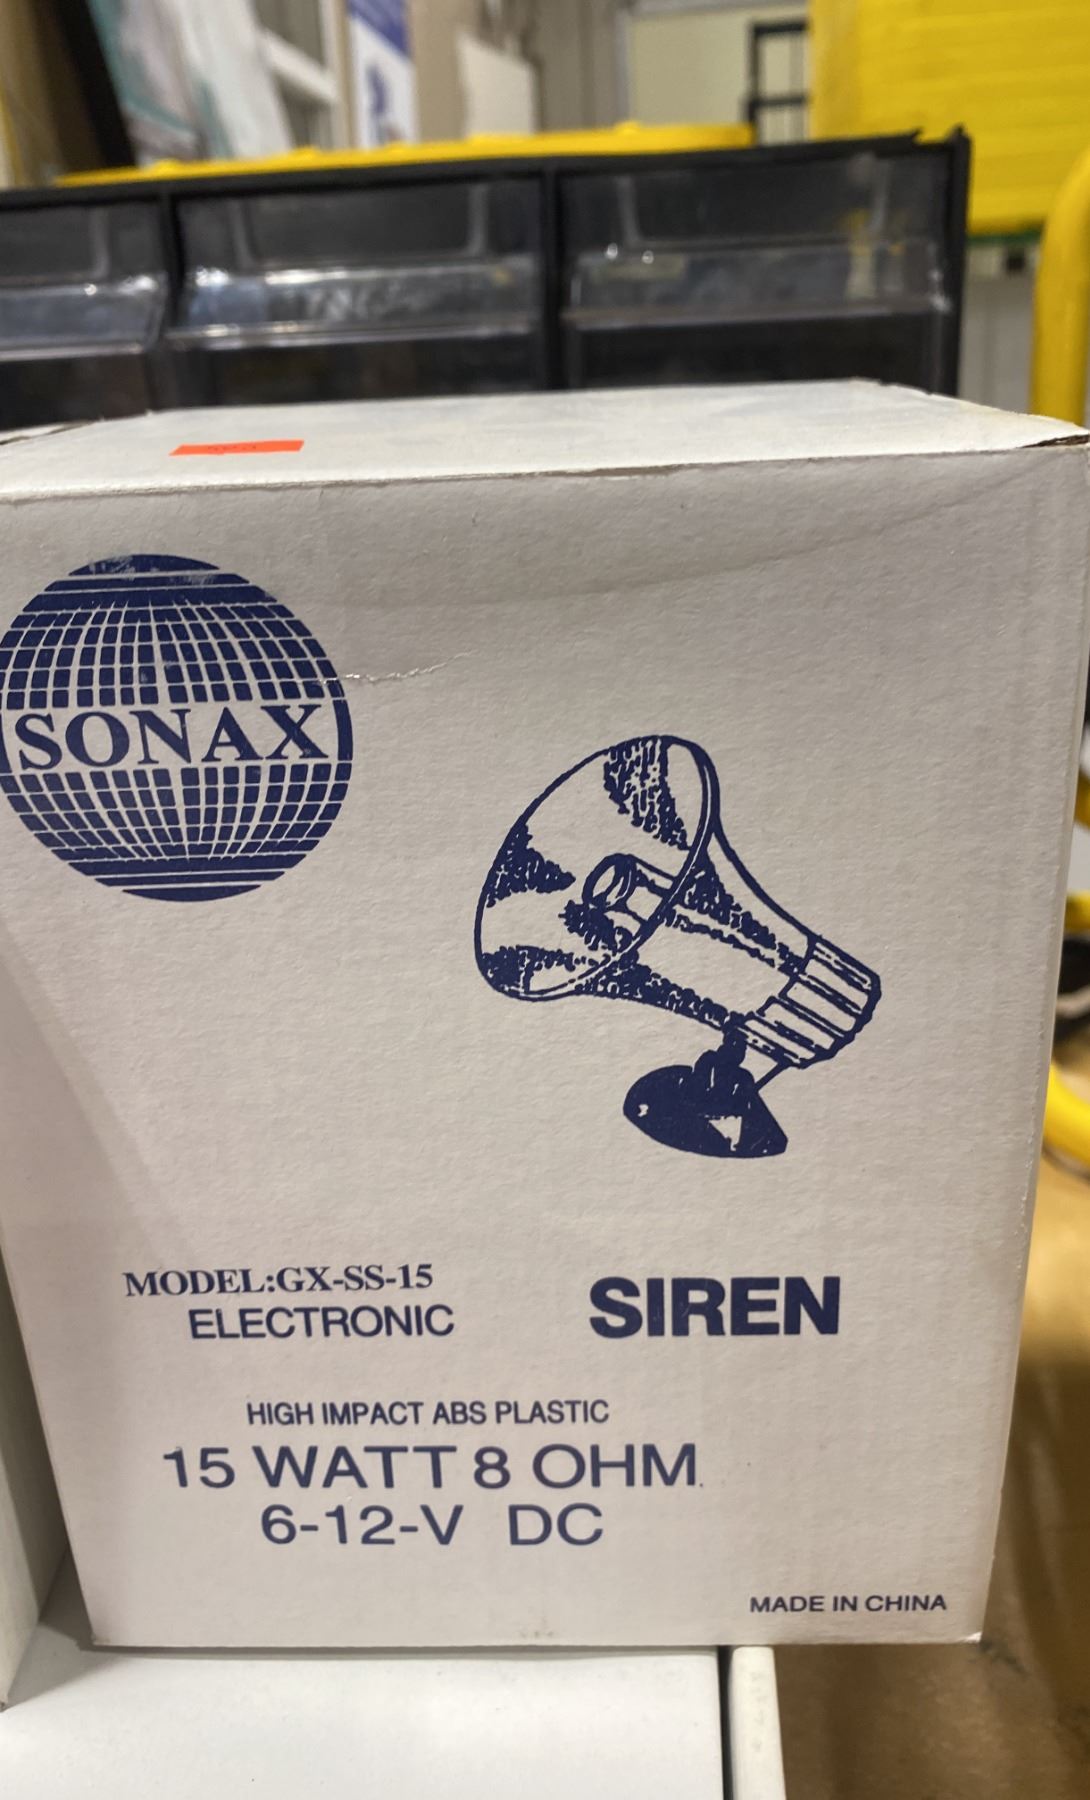 SONAX
MODEL:GX-SS-15
ELECTRONIC
SIREN
HIGH IMPACT ABS PLASTIC
15 WATT 8 OHM
6-12-V DC
MADE IN CHINA